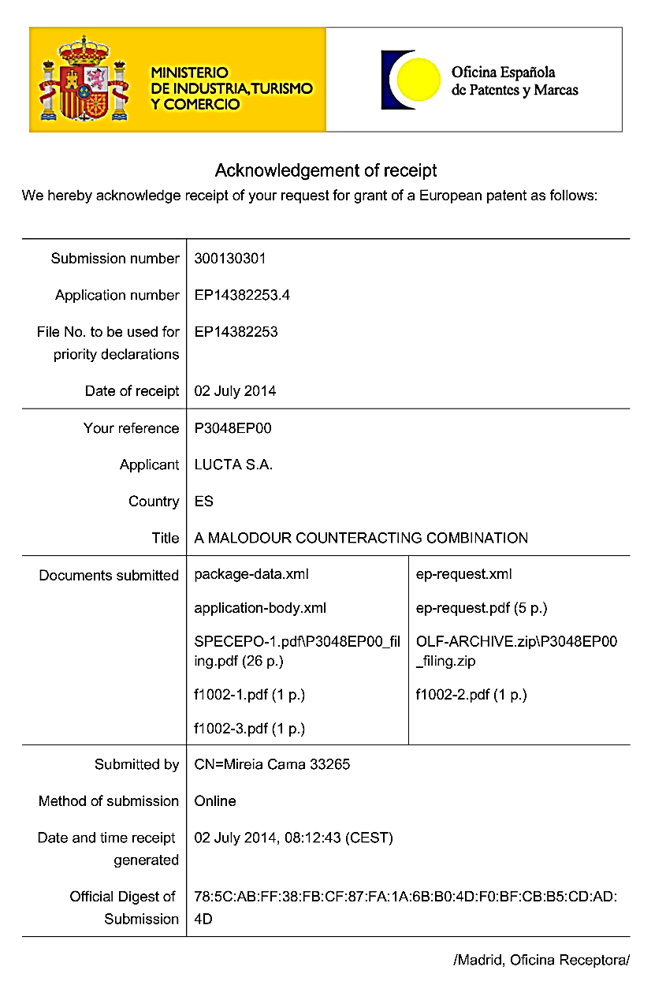 MINISTERIO
DE INDUSTRIA, TURISMO
Y COMERCIO
Oficina Española
de Patentes y Marcas
Acknowledgement of receipt
We hereby acknowledge receipt of your request for grant of a European patent as follows:
Submission number 300130301
Application number EP14382253.4
File No. to be used for EP14382253
priority declarations
Date of receipt 02 July 2014
Your reference P3048EP00
Applicant LUCTA S.A.
Country ES
Title A MALODOUR COUNTERACTING COMBINATION
Documents submitted package-data.xml ep-request.xml
application-body.xml ep-request.pdf (5 p.)
SPECEPO-1.pdf\P3048EP00_fil OLF-ARCHIVE.zip\P3048EP00
ing.pdf (26 p.) _filing.zip
f1002-1.pdf (1 p.) f1002-2.pdf (1 p.)
f1002-3.pdf (1 p.)
Submitted by CN=Mireia Cama 33265
Method of submission Online
Date and time receipt 02 July 2014, 08:12:43 (CEST)
generated
Official Digest of 78:5C:AB:FF:38:FB:CF:87:FA:1A:6B:B0:4D:F0:BF:CB:B5:CD:AD:
Submission 4D
/Madrid, Oficina Receptora/